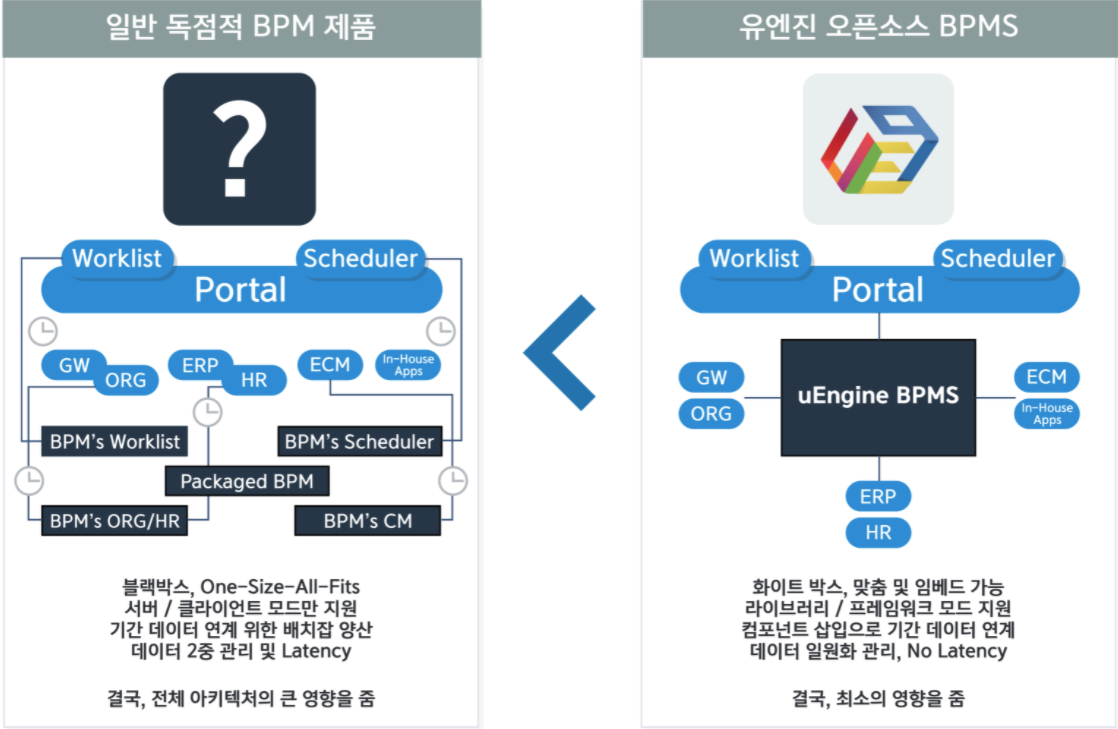 일반 독점적 BPM 제품
?
Worklist
Scheduler
Portal
GW
ORG
ERP
HR
ECM
In-House
Apps
BPM's Worklist
BPM's Scheduler
Packaged BPM
BPM's ORG/HR
BPM's CM
블랙박스, One-Size-All-Fits
서버 / 클라이언트 모드만 지원
기간 데이터 연계 위한 배치잡 양산
데이터 2중 관리 및 Latency
결국, 전체 아키텍처의 큰 영향을 줌
유엔진 오픈소스 BPMS
Worklist
Scheduler
Portal
GW
ORG
uEngine BPMS
ECM
In-House
Apps
ERP
HR
화이트 박스, 맞춤 및 임베드 가능
라이브러리 / 프레임워크 모드 지원
컴포넌트 삽입으로 기간 데이터 연계
데이터 일원화 관리, No Latency
결국, 최소의 영향을 줌